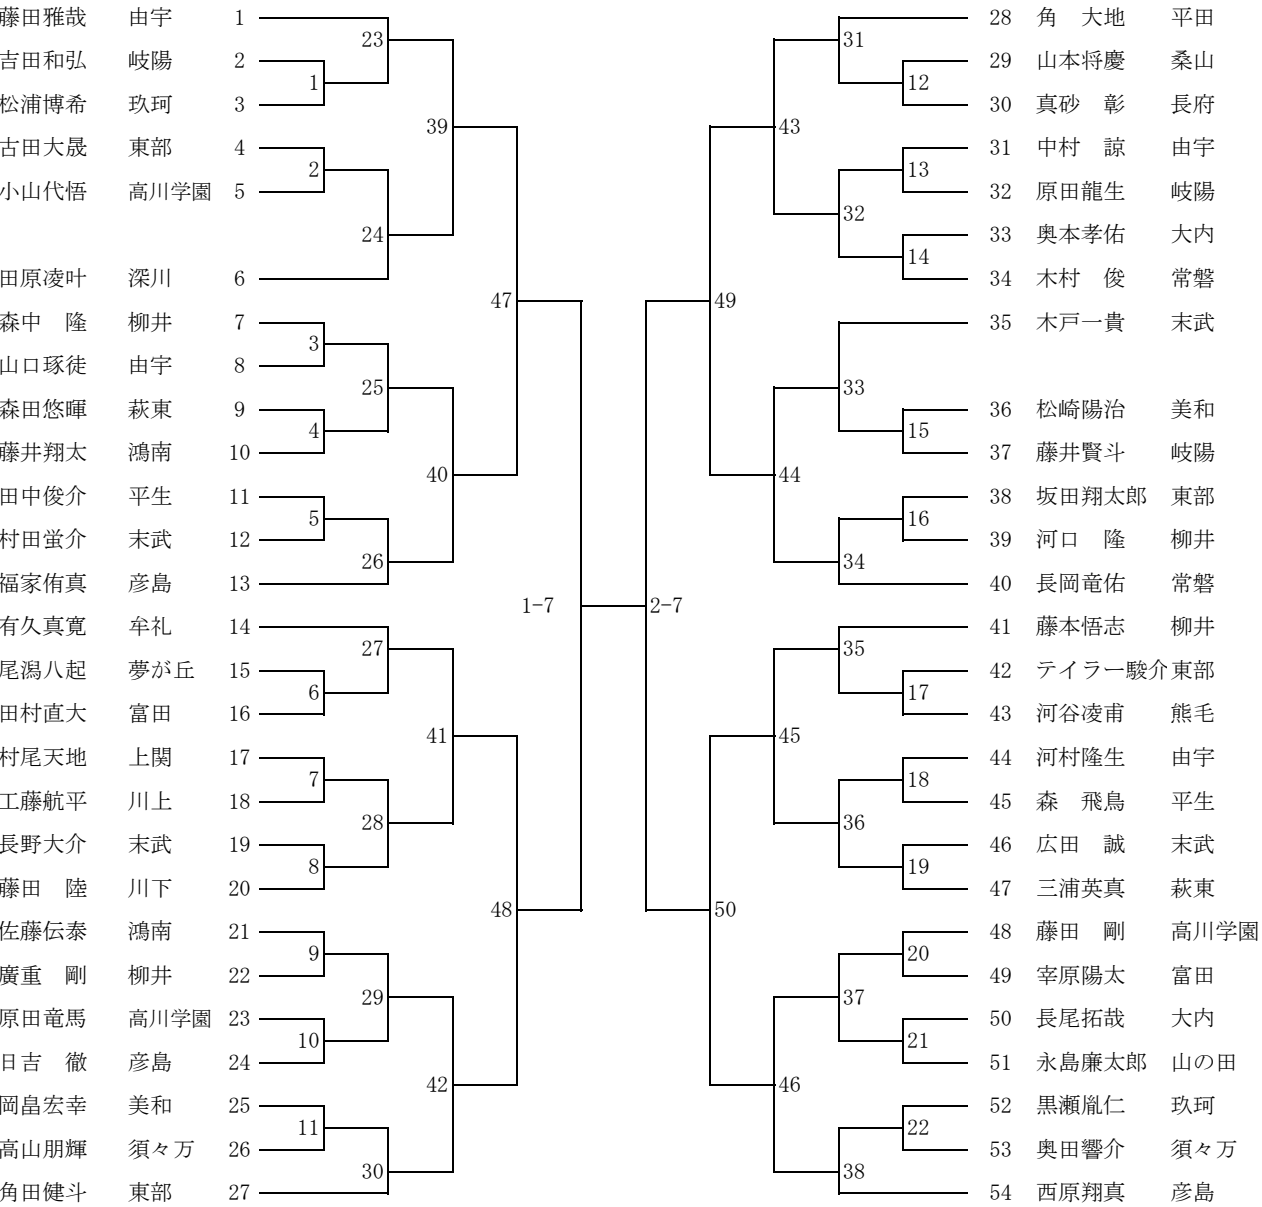 藤田雅哉 由宇 1
吉田和弘 岐陽 2
松浦博希 玖珂 3
古田大晟 東部 4
小山代悟 高川学園 5
田原凌叶 深川 6
森中 隆 柳井 7
山口琢徒 由宇 8
森田悠暉 萩東 9
藤井翔太 鴻南 10
田中俊介 平生 11
村田蛍介 末武 12
福家侑真 彦島 13
有久真寛 牟礼 14
尾潟八起 夢が丘 15
田村直大 富田 16
村尾天地 上関 17
工藤航平 川上 18
長野大介 末武 19
藤田 陸 川下 20
佐藤伝泰 鴻南 21
廣重 剛 柳井 22
原田竜馬 高川学園 23
日吉 徹 彦島 24
岡畠宏幸 美和 25
高山朋輝 須々万 26
角田健斗 東部 27
23
1
39
2
24
47
3
25
4
40
5
26
1-7
27
6
41
7
28
8
48
9
29
10
42
11
30
31
12
43
13
32
14
49
33
15
44
16
34
2-7
35
17
45
18
36
19
50
20
37
21
46
22
38
28 角 大地 平田
29 山本将慶 桑山
30 真砂 彰 長府
31 中村 諒 由宇
32 原田龍生 岐陽
33 奥本孝佑 大内
34 木村 俊 常磐
35 木戸一貴 末武
36 松崎陽治 美和
37 藤井賢斗 岐陽
38 坂田翔太郎 東部
39 河口 隆 柳井
40 長岡竜佑 常磐
41 藤本悟志 柳井
42 テイラー駿介 東部
43 河谷凌甫 熊毛
44 河村隆生 由宇
45 森 飛鳥 平生
46 広田 誠 末武
47 三浦英真 萩東
48 藤田 剛 高川学園
49 宰原陽太 富田
50 長尾拓哉 大内
51 永島廉太郎 山の田
52 黒瀬胤仁 玖珂
53 奥田響介 須々万
54 西原翔真 彦島